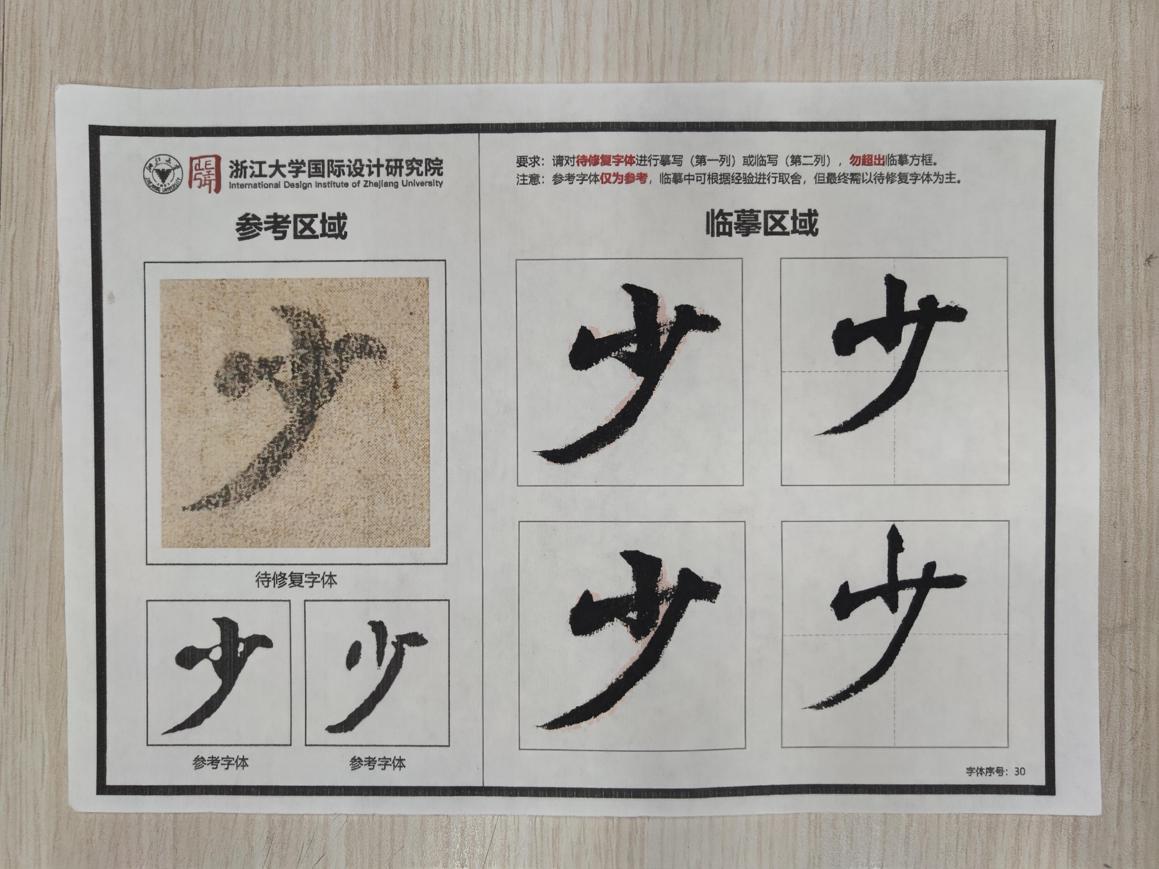 浙江大学国际设计研究院
International Design Institute of Zhejiang University
参考区域
少
待修复字体
少
少
参考字体
参考字体
要求：请对待修复字体进行摹写（第一列）或临写（第二列），勿超出临摹方框。
注意：参考字体仅为参考，临摹中可根据经验进行取舍，但最终需以待修复字体为主。
临摹区域
少
少
少
少
字体序号：30